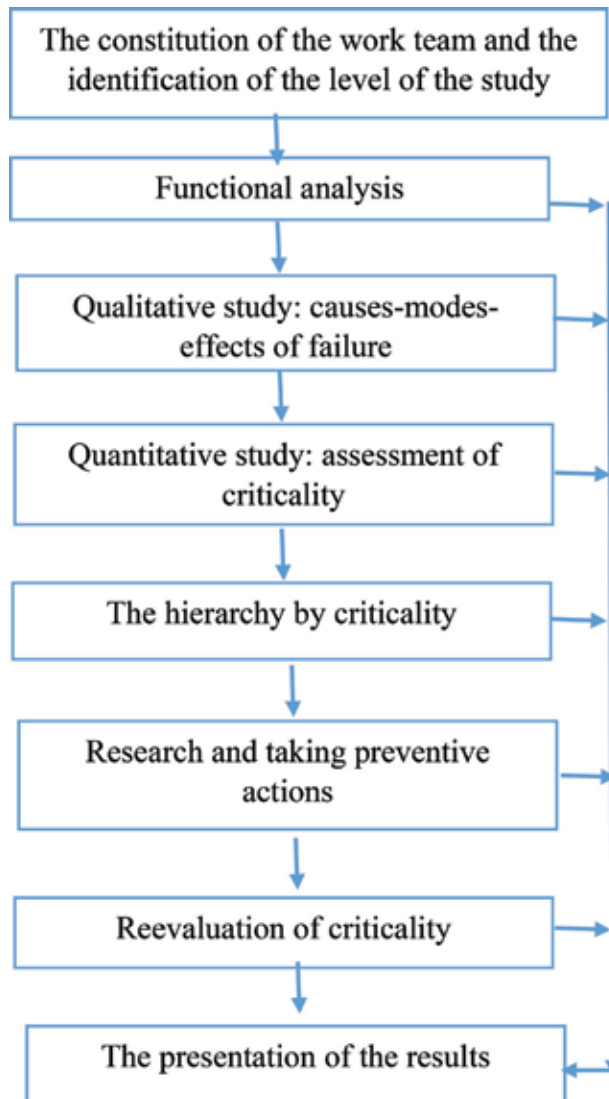 The constitution of the work team and the
identification of the level of the study
Functional analysis
Qualitative study: causes-modes-
effects of failure
Quantitative study: assessment of
criticality
The hierarchy by criticality
Research and taking preventive
actions
Reevaluation of criticality
The presentation of the results